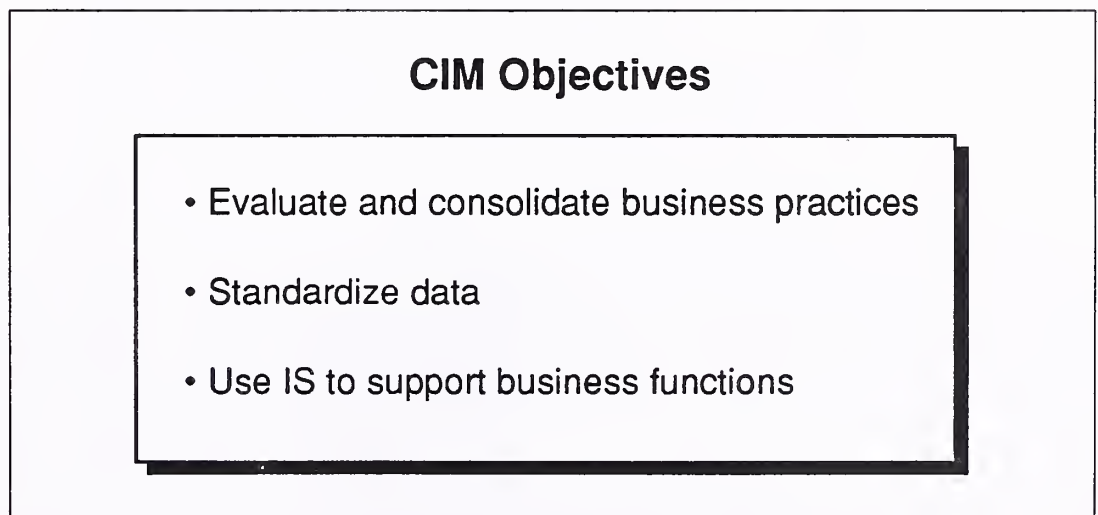 CIM Objectives
• Evaluate and consolidate business practices
• Standardize data
• Use IS to support business functions